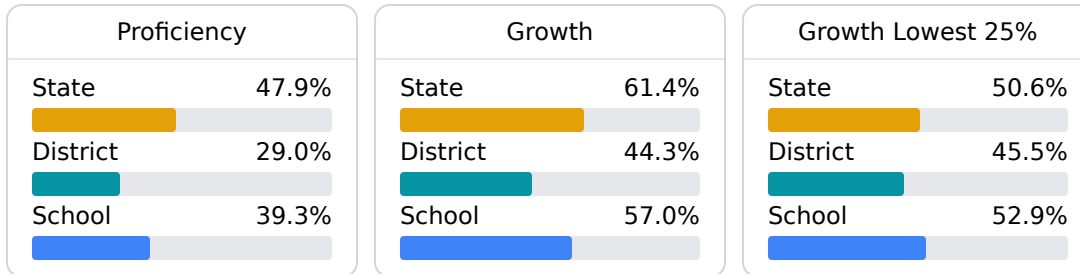 Proficiency
State 47.9%
District 29.0%
School 39.3%
Growth
State 61.4%
District 44.3%
School 57.0%
Growth Lowest 25%
State 50.6%
District 45.5%
School 52.9%